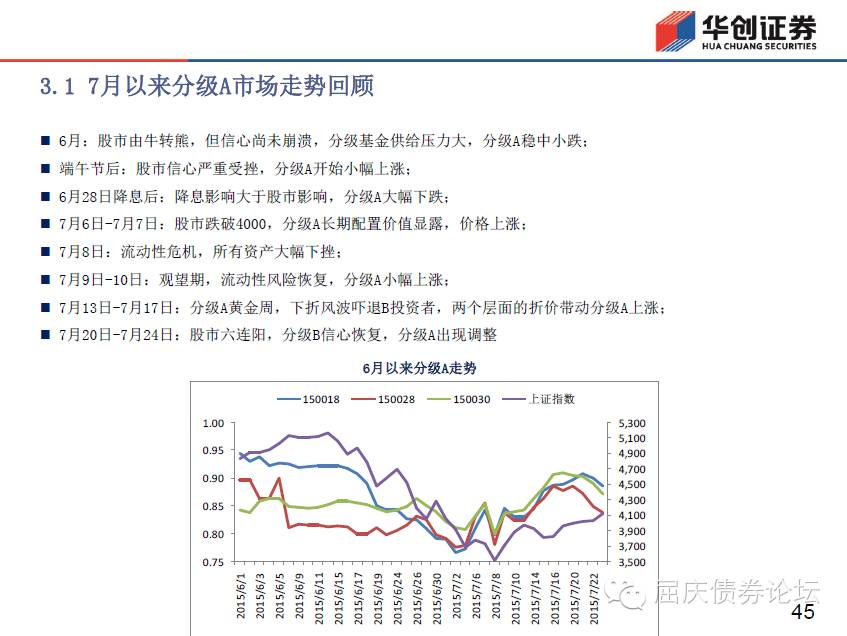 华创证券
HUA CHUANG SECURITIES
3.1 7月以来分级A市场走势回顾
■ 6月：股市由牛转熊，但信心尚未崩溃，分级基金供给压力大，分级A稳中小跌；
■ 端午节后：股市信心严重受挫，分级A开始小幅上涨；
■ 6月28日降息后：降息影响大于股市影响，分级A大幅下跌；
■ 7月6日-7月7日：股市跌破4000，分级A长期配置价值显露，价格上涨；
■ 7月8日：流动性危机，所有资产大幅下挫；
■ 7月9日-10日：观望期，流动性风险恢复，分级A小幅上涨；
■ 7月13日-7月17日：分级A黄金周，下折风波吓退B投资者，两个层面的折价带动分级A上涨；
■ 7月20日-7月24日：股市六连阳，分级B信心恢复，分级A出现调整
6月以来分级A走势
150018 150028 150030 上证指数
1.00 5,300
5,100
0.95 4,900
4,700
0.90 4,500
0.85 4,300
4,100
0.80 3,900
3,700
0.75 3,500
2015/6/1 2015/6/3 2015/6/5 2015/6/9 2015/6/11 2015/6/15 2015/6/17 2015/6/19 2015/6/24 2015/6/26 2015/6/30 2015/7/2 2015/7/6 2015/7/8 2015/7/10 2015/7/14 2015/7/16 2015/7/20 2015/7/22
屈庆债券论坛
45